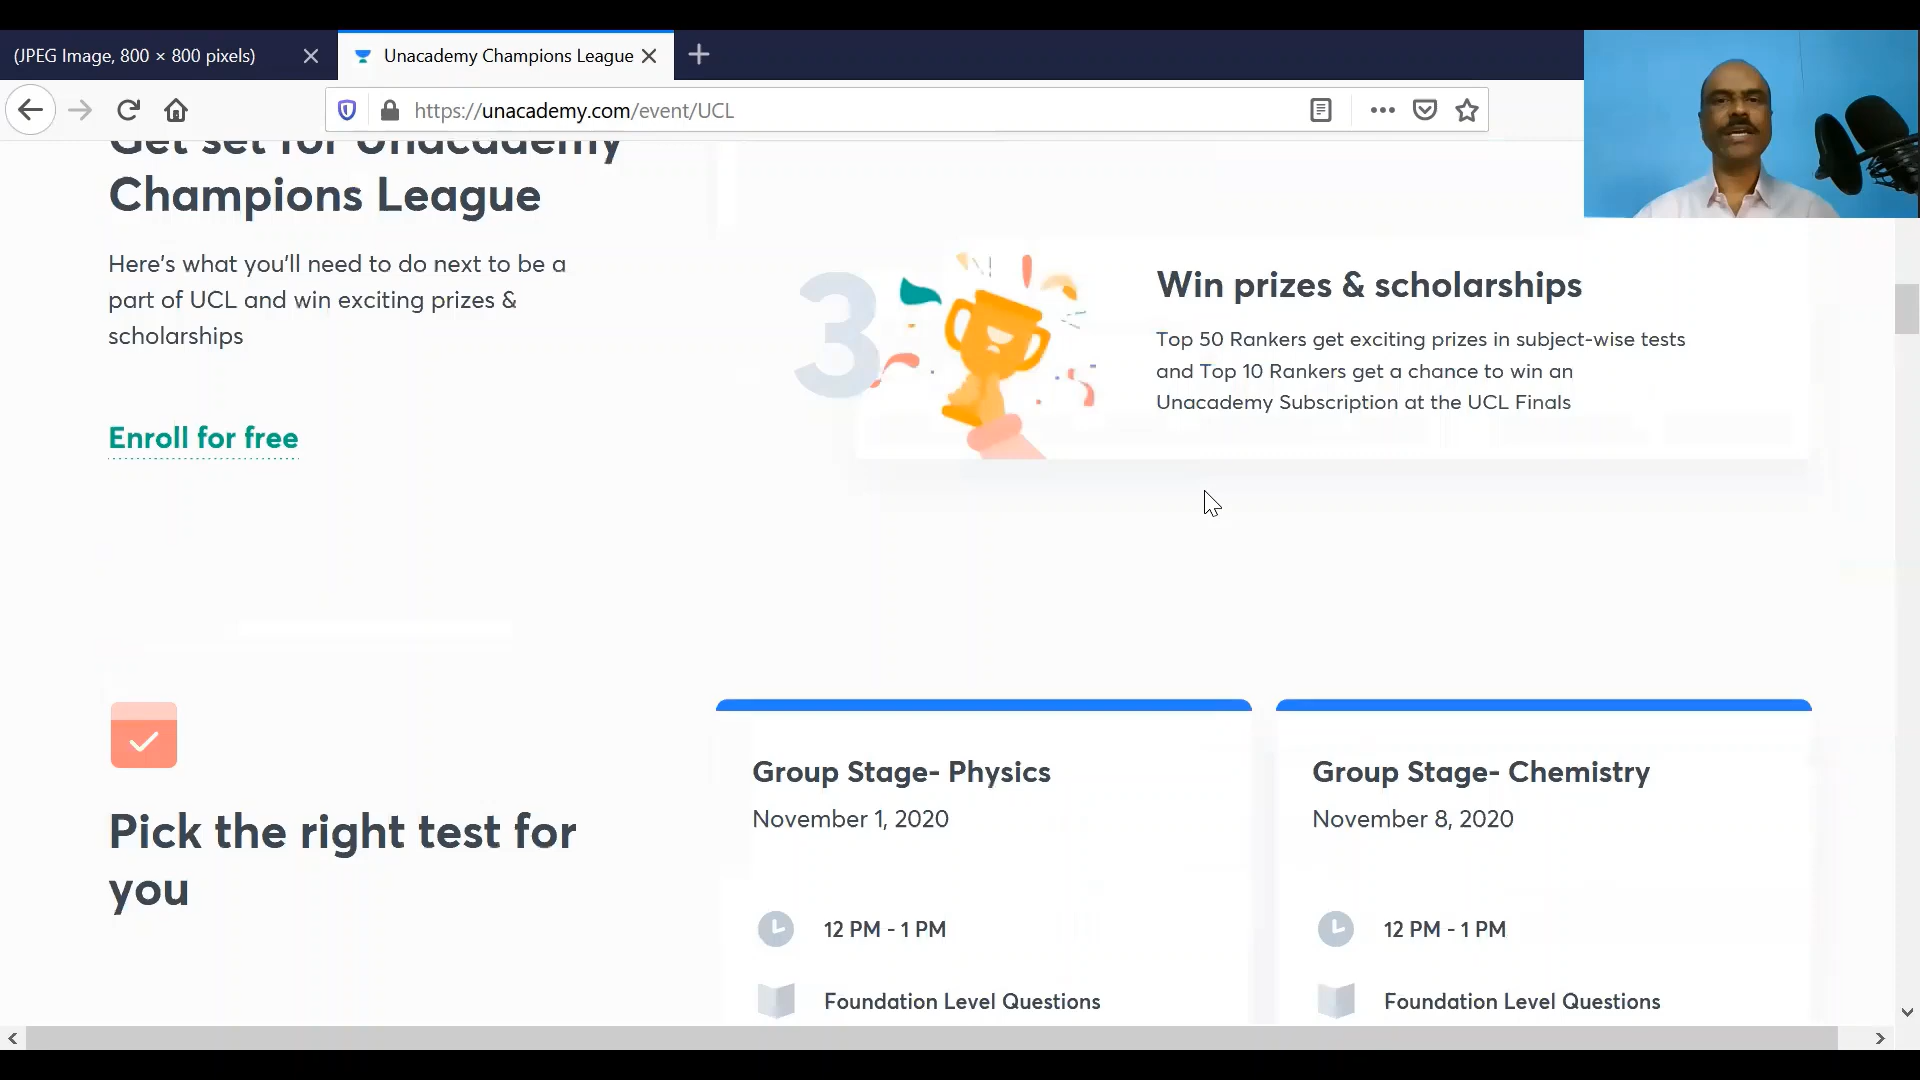 (JPEG Image, 800 × 800 pixels)
Unacademy Champions League
https://unacademy.com/event/UCL
Get set for Unacademy
Champions League
Here's what you'll need to do next to be a
part of UCL and win exciting prizes &
scholarships
Enroll for free
3
Win prizes & scholarships
Top 50 Rankers get exciting prizes in subject-wise tests
and Top 10 Rankers get a chance to win an
Unacademy Subscription at the UCL Finals
Pick the right test for
you
Group Stage- Physics
November 1, 2020
12 PM - 1 PM
Foundation Level Questions
Group Stage- Chemistry
November 8, 2020
12 PM - 1 PM
Foundation Level Questions